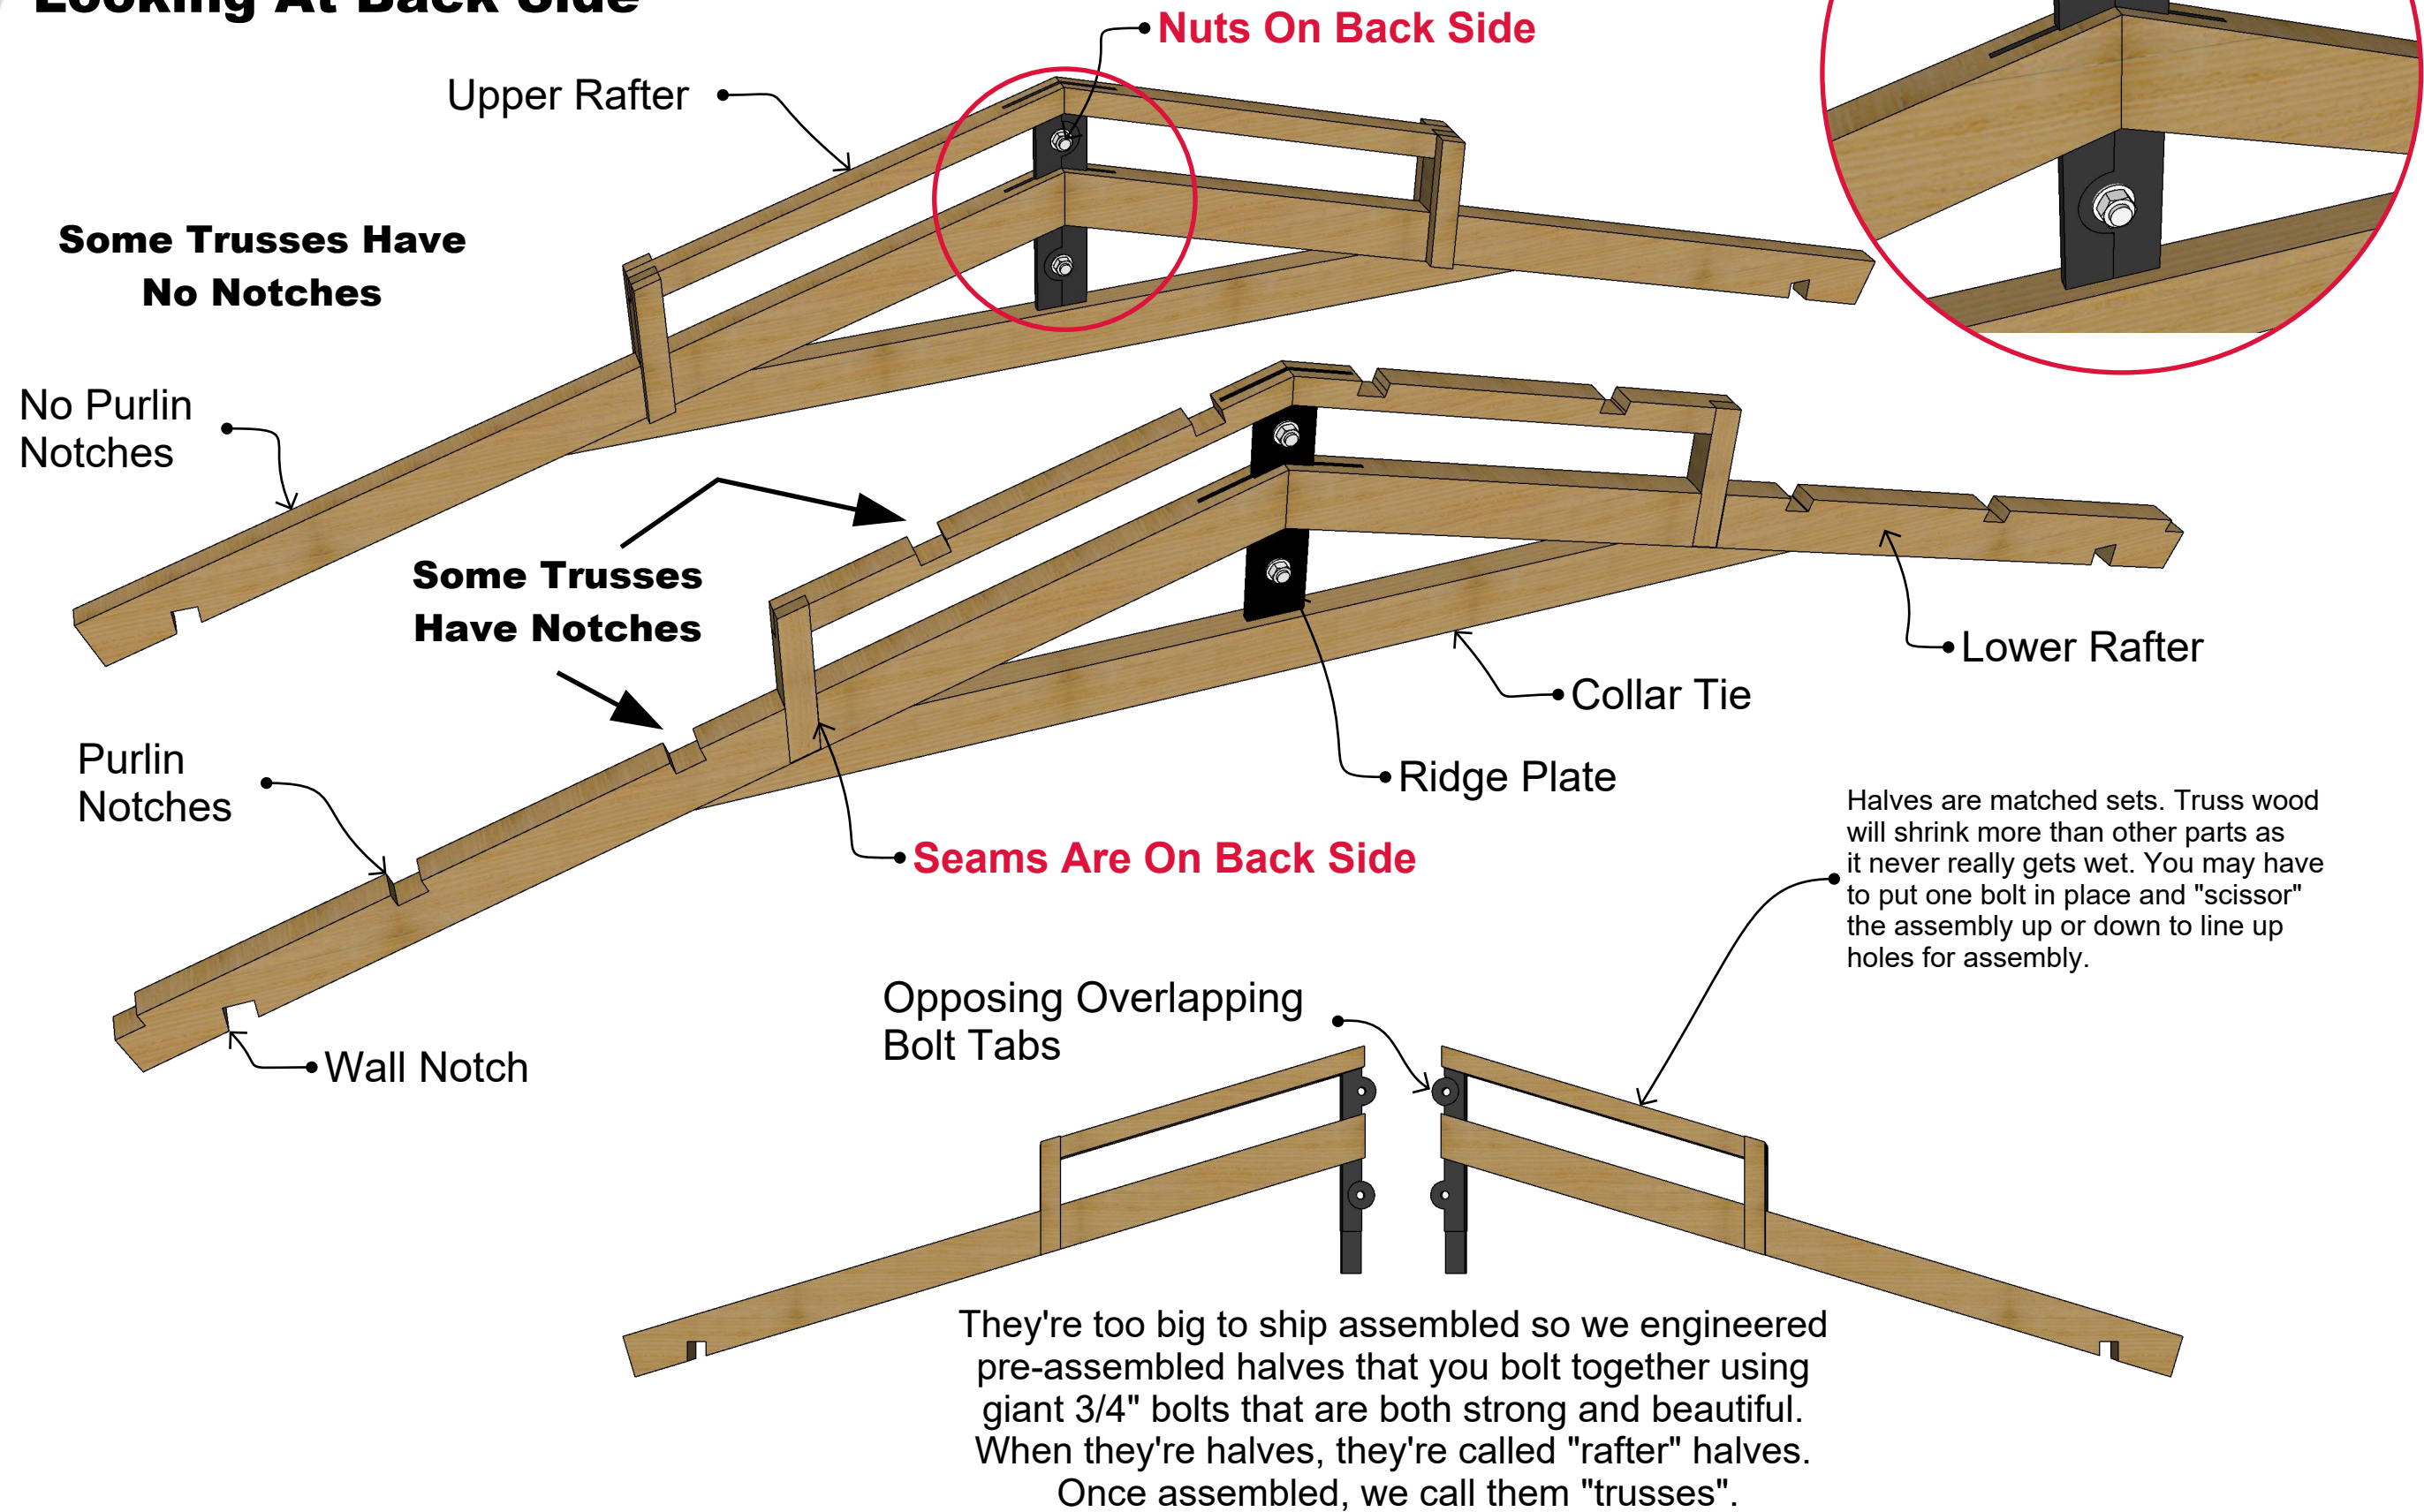 Looking At Back Side
Nuts On Back Side
Upper Rafter
Some Trusses Have
No Notches
No Purlin
Notches
Some Trusses
Have Notches
Lower Rafter
Collar Tie
Ridge Plate
Purlin
Notches
Seams Are On Back Side
Halves are matched sets. Truss wood
will shrink more than other parts as
it never really gets wet. You may have
to put one bolt in place and "scissor"
the assembly up or down to line up
holes for assembly.
Opposing Overlapping
Bolt Tabs
Wall Notch
They're too big to ship assembled so we engineered
pre-assembled halves that you bolt together using
giant 3/4" bolts that are both strong and beautiful.
When they're halves, they're called "rafter" halves.
Once assembled, we call them "trusses".